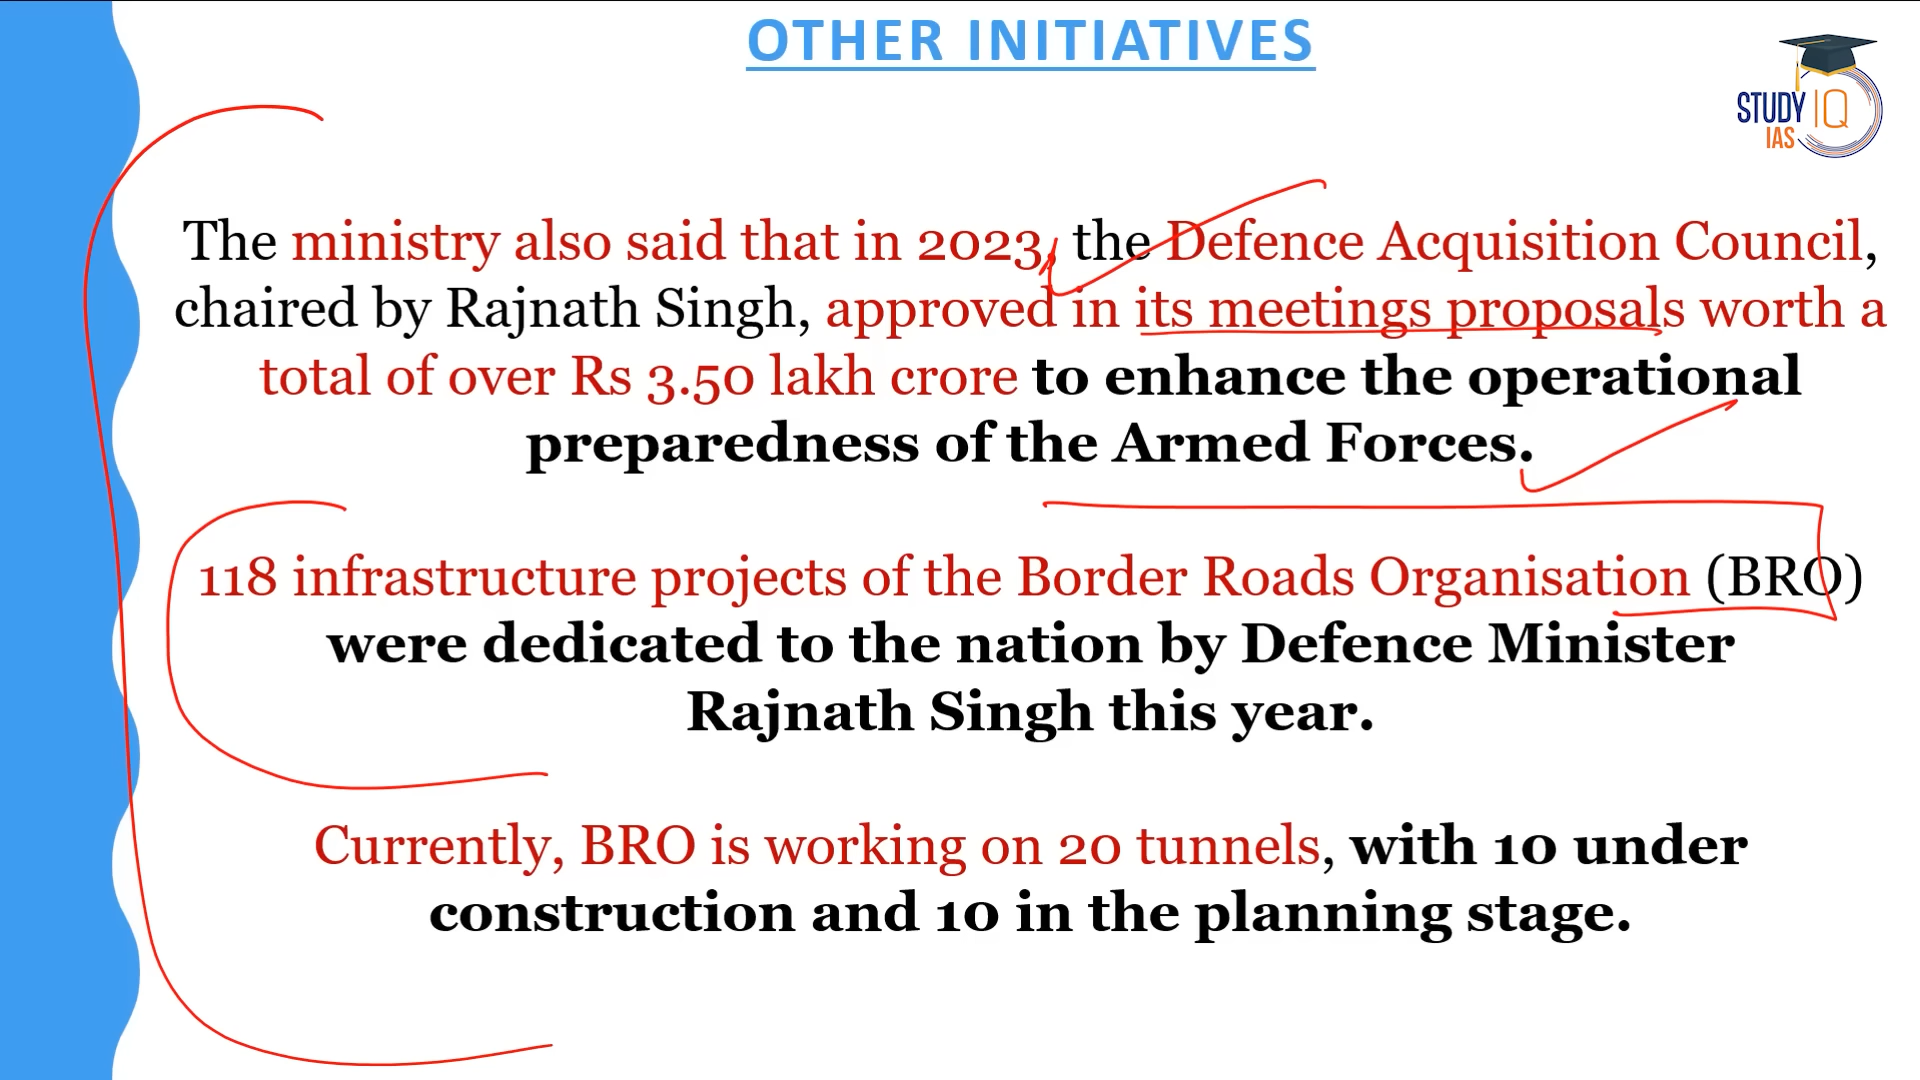 OTHER INITIATIVES
STUDY IQ
IAS
The ministry also said that in 2023, the Defence Acquisition Council,
chaired by Rajnath Singh, approved in its meetings proposals worth a
total of over Rs 3.50 lakh crore to enhance the operational
preparedness of the Armed Forces.
118 infrastructure projects of the Border Roads Organisation (BRO)
were dedicated to the nation by Defence Minister
Rajnath Singh this year.
Currently, BRO is working on 20 tunnels, with 10 under
construction and 10 in the planning stage.